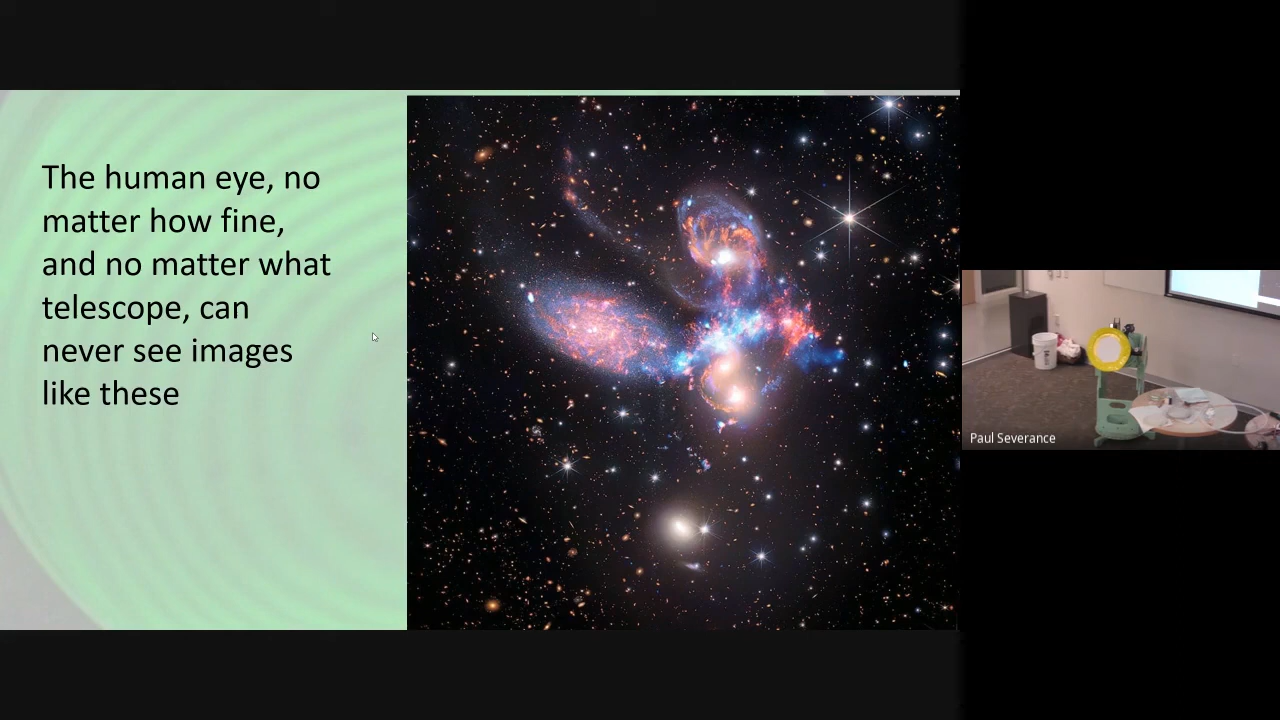 The human eye, no
matter how fine,
and no matter what
telescope, can
never see images
like these
Paul Severance